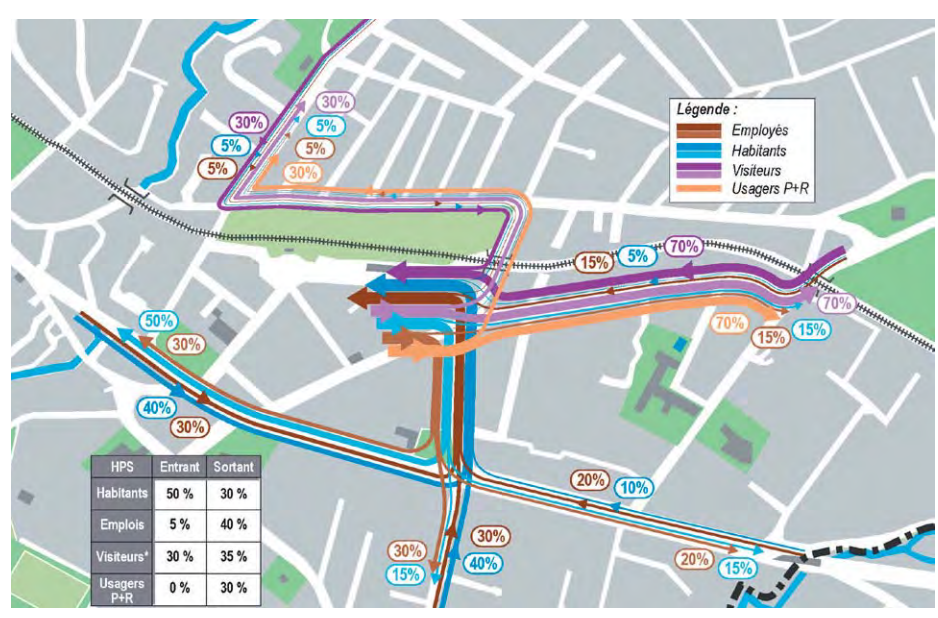 30%
30%
5%
5%
5%
5%
30%
Légende :
Employés
Habitants
Visiteurs
Usagers P+R
15%
5%
70%
70%
70%
15%
15%
50%
30%
40%
30%
HPS Entrant Sortant
Habitants 50 % 30 %
Emplois 5 % 40 %
Visiteurs* 30 % 35 %
Usagers
P+R 0 % 30 %
20%
10%
30%
40%
30%
15%
20%
15%